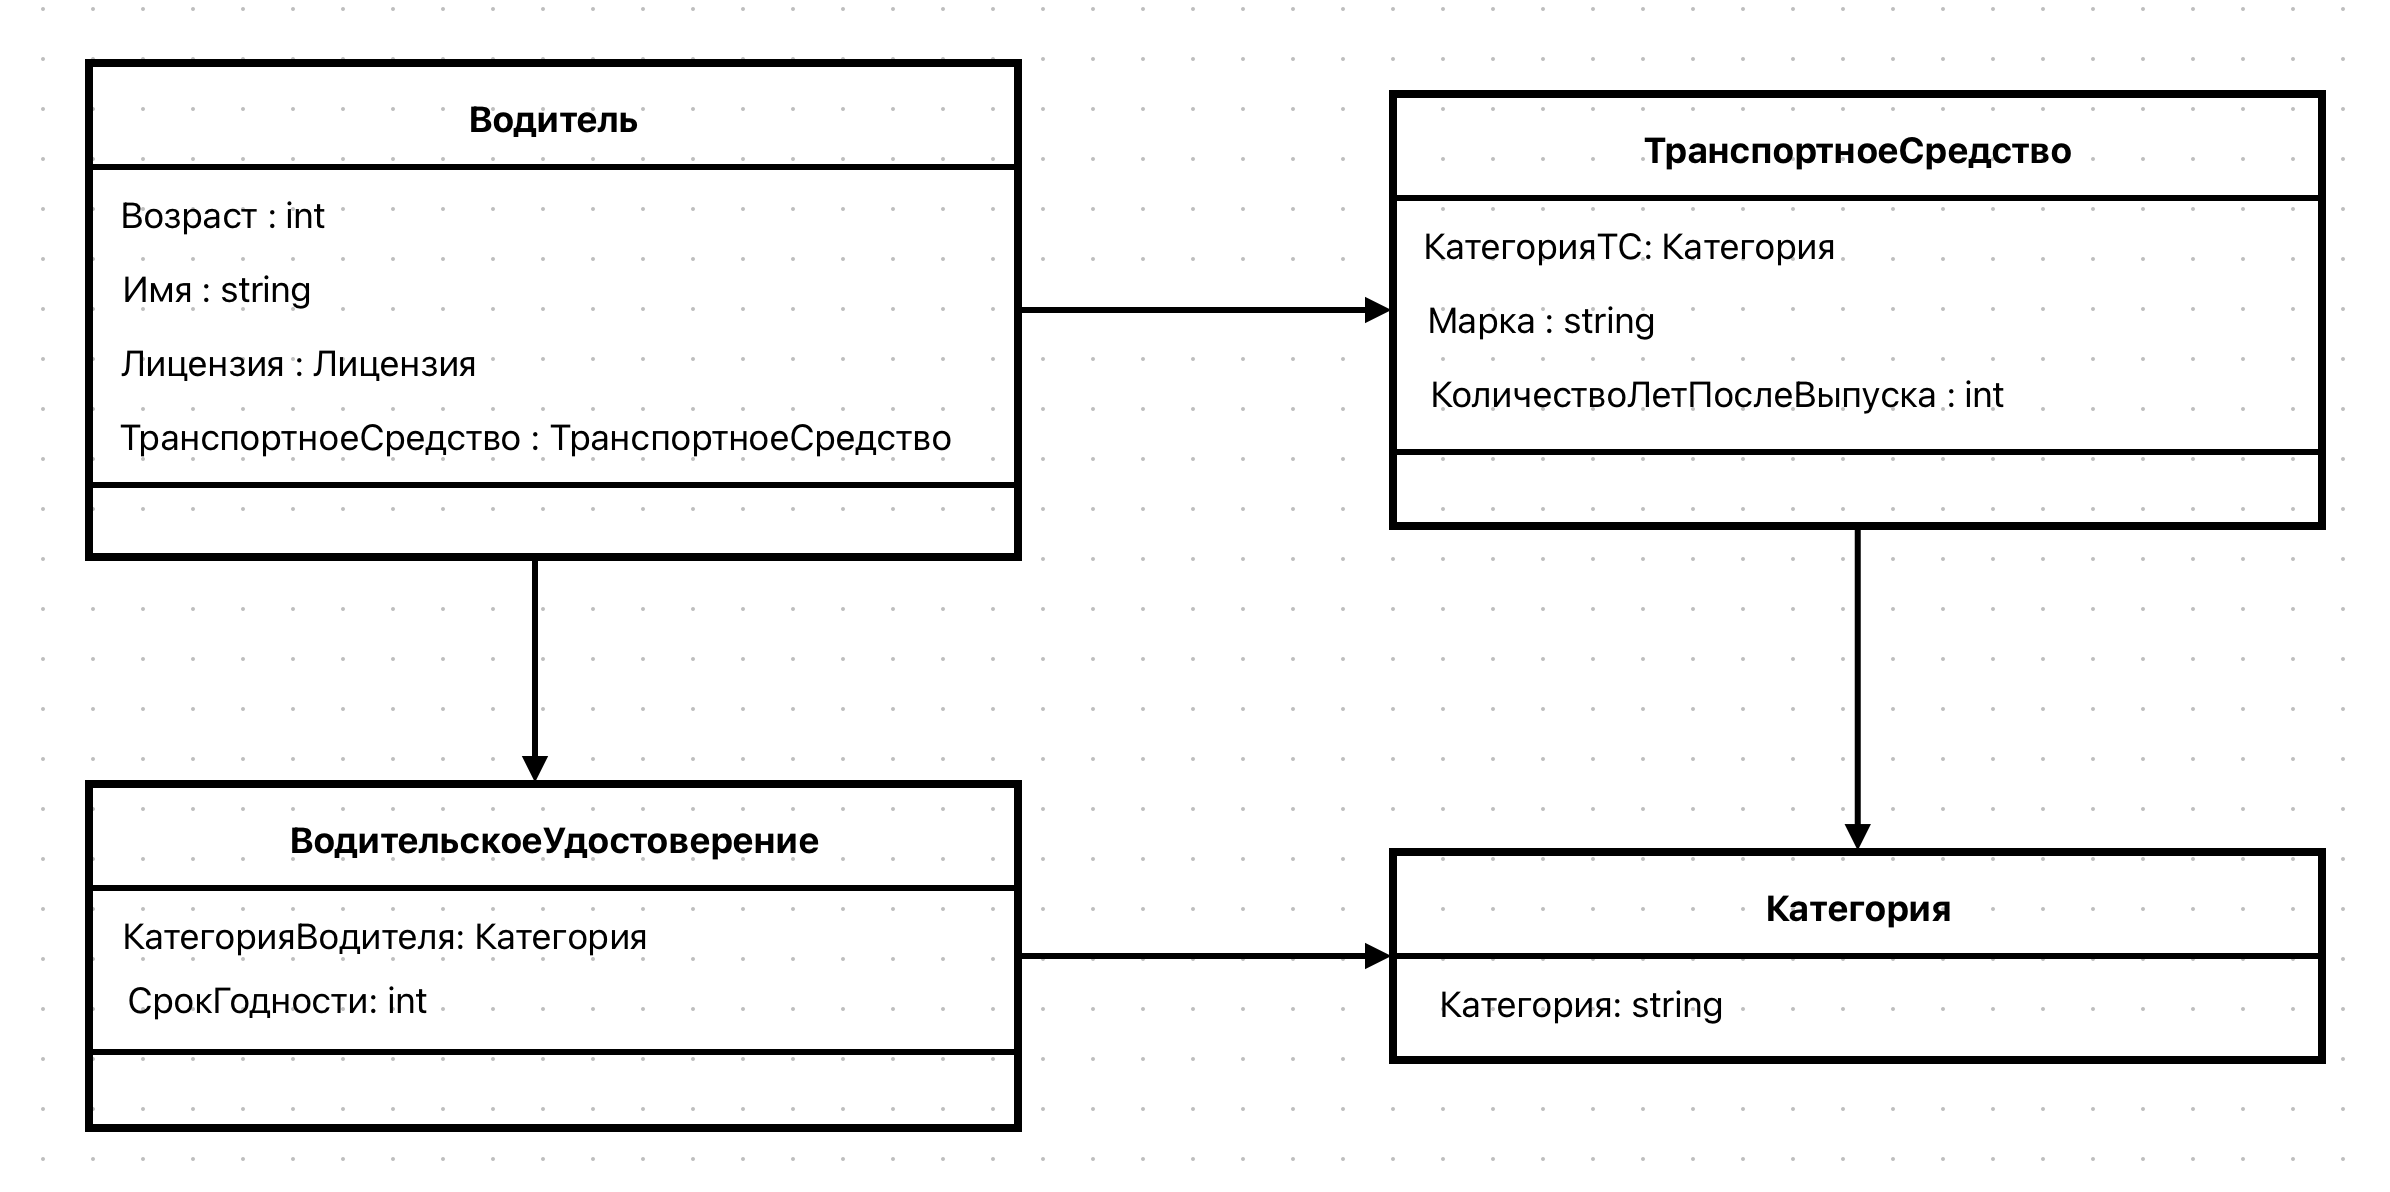 Водитель
Возраст : int
Имя : string
Лицензия : Лицензия
ТранспортноеСредство : ТранспортноеСредство
ТранспортноеСредство
КатегорияТС: Категория
Марка : string
КоличествоЛетПослеВыпуска : int
ВодительскоеУдостоверение
КатегорияВодителя: Категория
СрокГодности: int
Категория
Категория: string